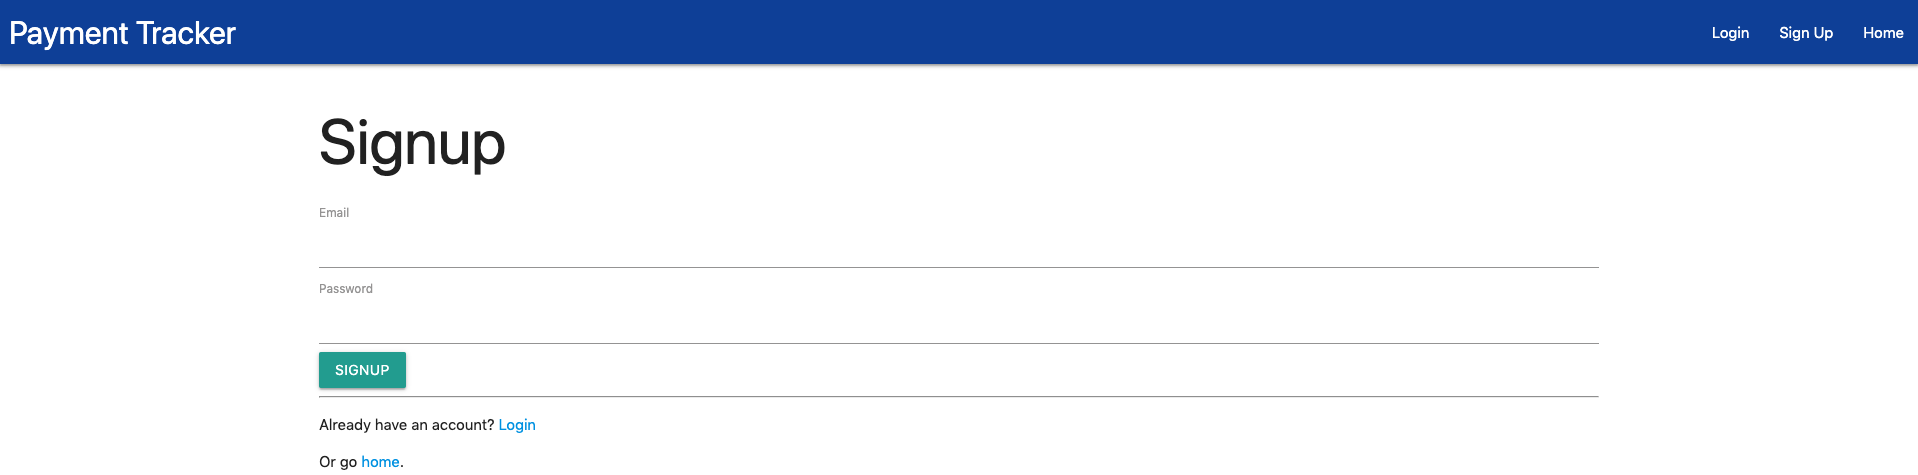 Payment Tracker
Login Sign Up Home
Signup
Email
Password
SIGNUP
Already have an account? Login
Or go home.